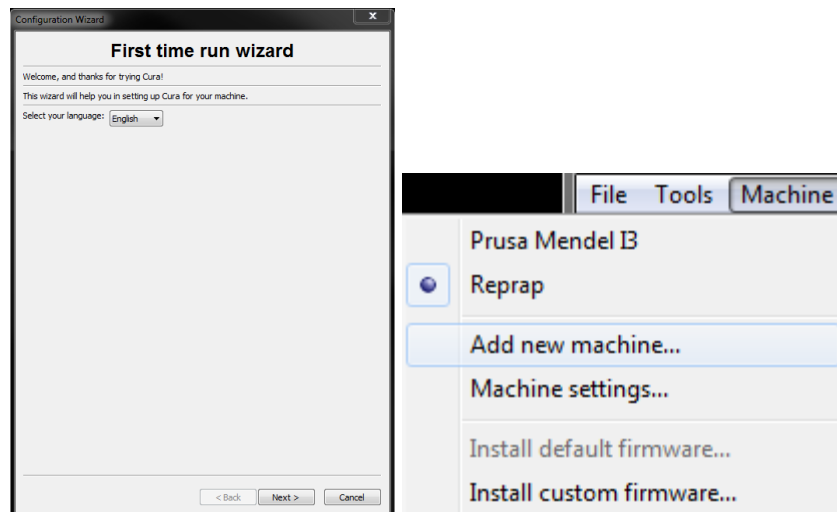 Configuration Wizard
X
First time run wizard
Welcome, and thanks for trying Cura!
This wizard will help you in setting up Cura for your machine.
Select your language: English
< Back Next > Cancel
File Tools Machine
Prusa Mendel I3
Reprap
Add new machine...
Machine settings...
Install default firmware...
Install custom firmware...